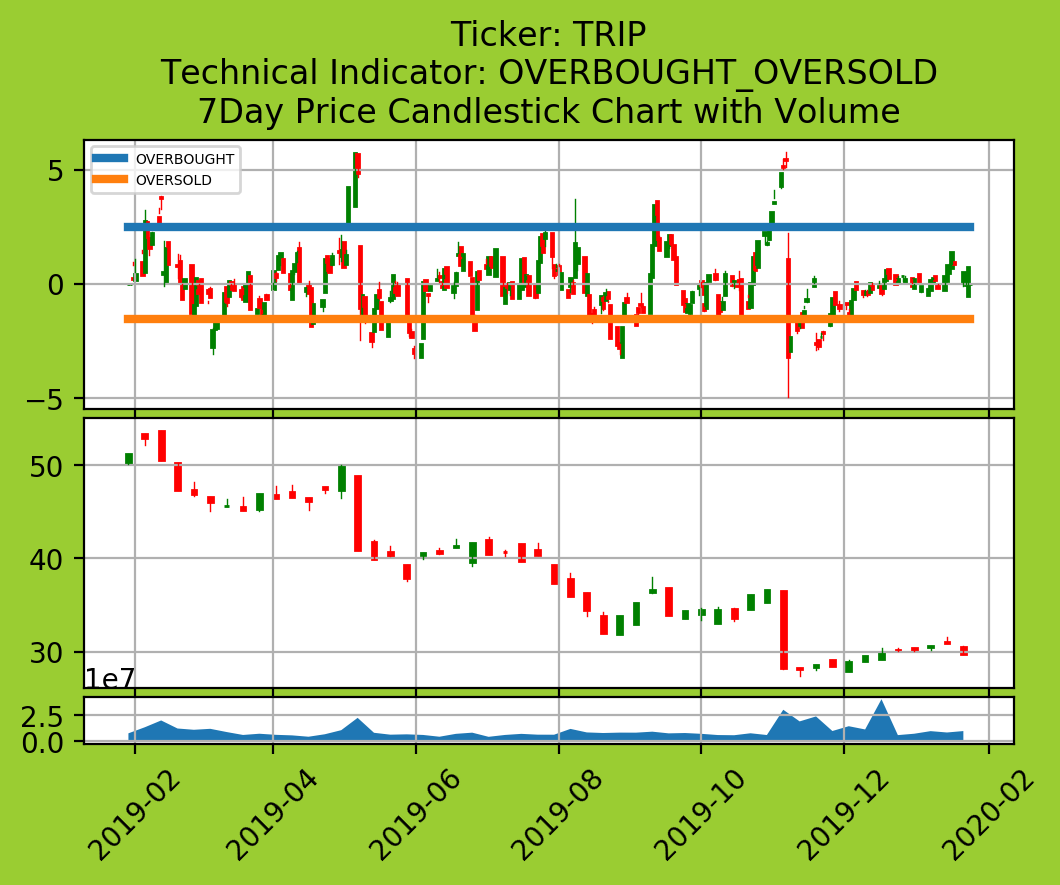 Ticker: TRIP
Technical Indicator: OVERBOUGHT_OVERSOLD
7Day Price Candlestick Chart with Volume
OVERBOUGHT
OVERSOLD
5
0
−5
50
40
30
1e7
2.5
0.0
2019-02
2019-04
2019-06
2019-08
2019-10
2019-12
2020-02